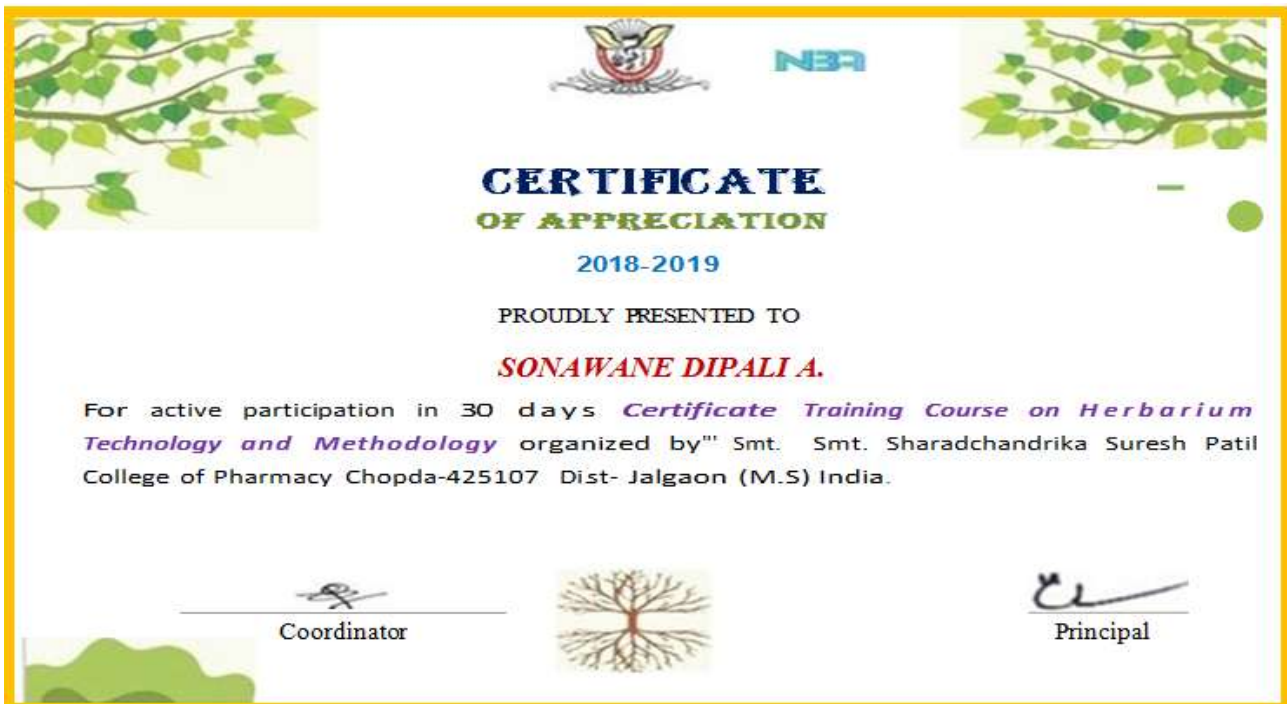 NBA
CERTIFICATE
OF APPRECIATION
2018-2019
PROUDLY PRESENTED TO
SONAWANE DIPALI A.
For active participation in 30 days Certificate Training Course on Herbarium
Technology and Methodology organized by"' Smt. Smt. Sharadchandrika Suresh Patil
College of Pharmacy Chopda-425107 Dist- Jalgaon (M.S) India.
Coordinator
Principal